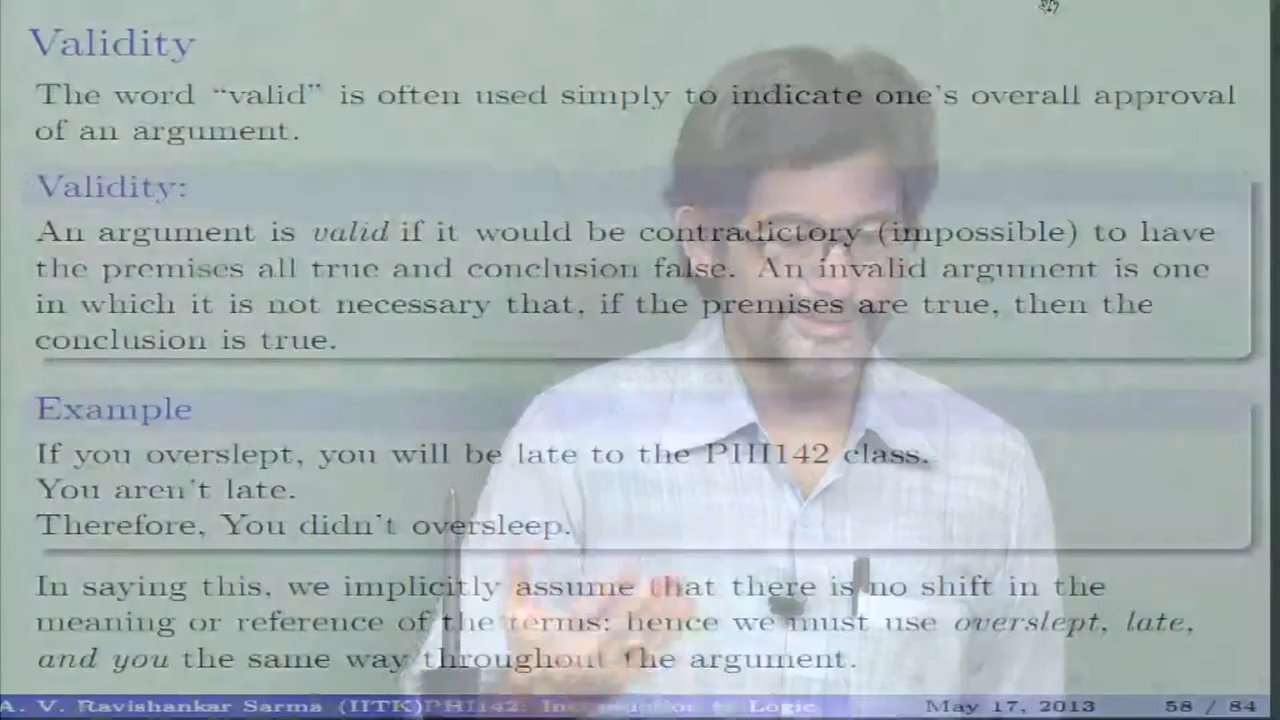 Validity
The word “valid” is often used simply to indicate one’s overall approval
of an argument.
Validity:
An argument is valid if it would be contradictory (impossible) to have
the premises all true and conclusion false. An invalid argument is one
in which it is not necessary that, if the premises are true, then the
conclusion is true.
Example
If you overslept, you will be late to the PHI142 class.
You aren’t late.
Therefore, You didn’t oversleep.
In saying this, we implicitly assume that there is no shift in the
meaning or reference of the terms: hence we must use overslept, late,
and you the same way throughout the argument.
A. V. Ravishankar Sarma (IITK) PHI142: Introduction to Logic May 17, 2013 58 / 84